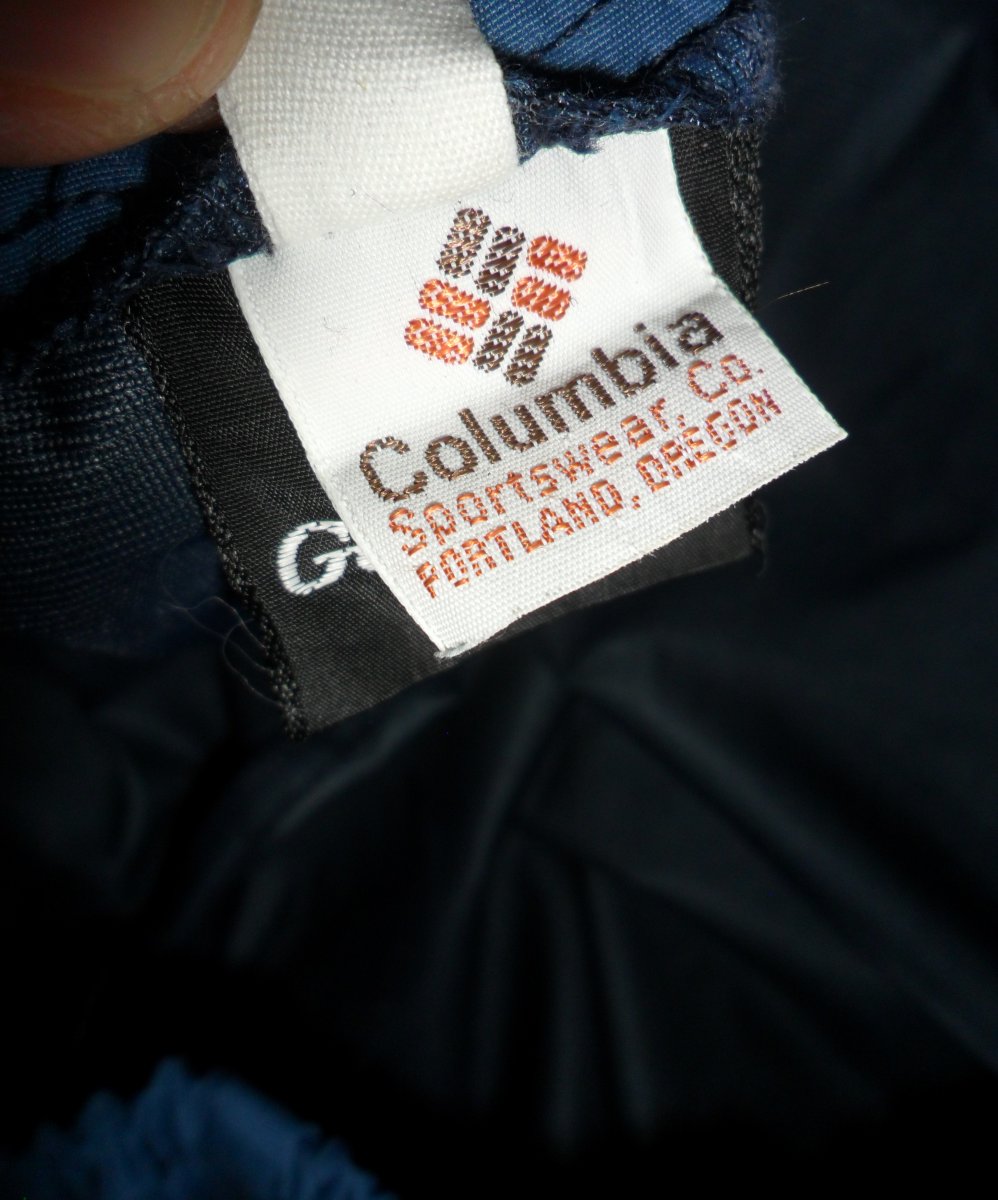 Columbia
Sportswear, Co.
PORTLAND, OREGON